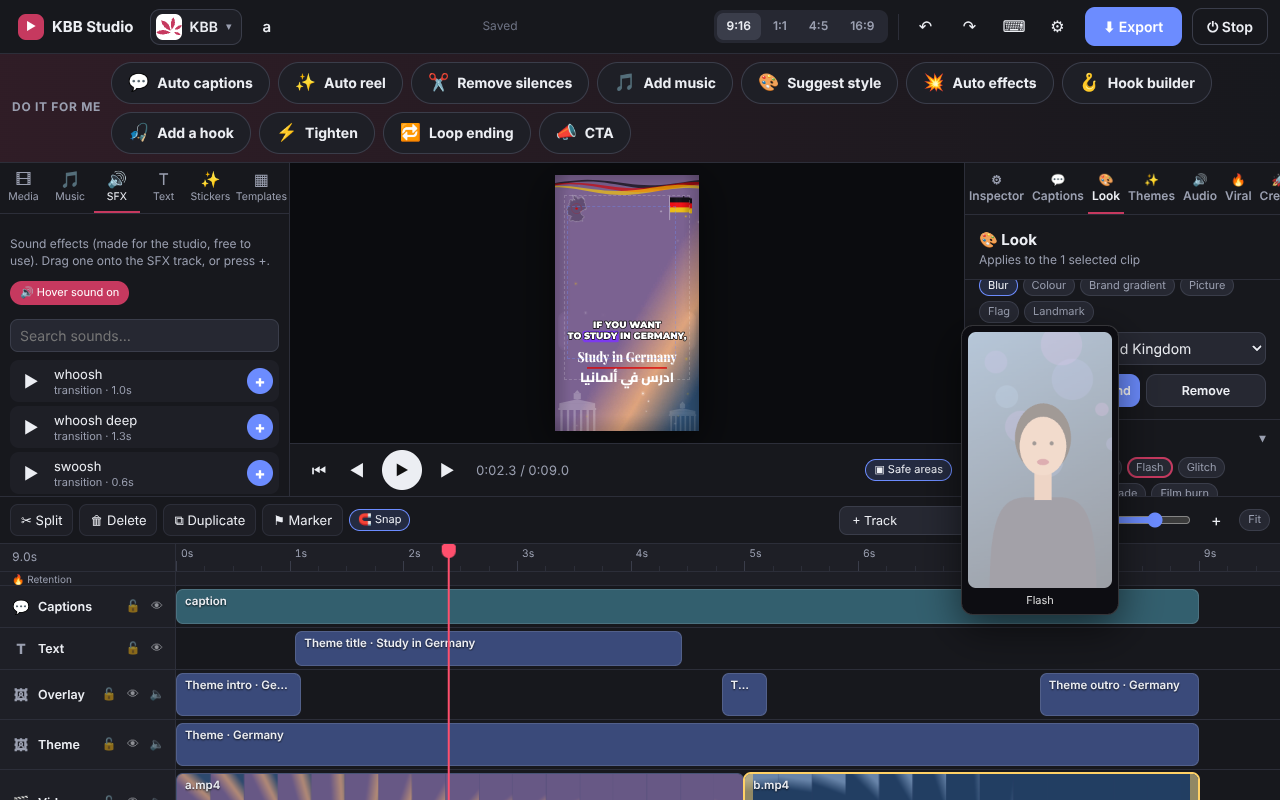 KBB Studio
KBB
a
Saved
9:16 1:1 4:5 16:9
Export
Stop
DO IT FOR ME
Auto captions
Auto reel
Remove silences
Add music
Suggest style
Auto effects
Hook builder
Add a hook
Tighten
Loop ending
CTA
Media
Music
SFX
Text
Stickers
Templates
Sound effects (made for the studio, free to
use). Drag one onto the SFX track, or press +.
Hover sound on
Search sounds...
whoosh
transition · 1.0s
whoosh deep
transition · 1.3s
swoosh
transition · 0.6s
IF YOU WANT
TO STUDY IN GERMANY,
Study in Germany
ادرس في ألمانيا
0:02.3 / 0:09.0
Safe areas
Inspector
Captions
Look
Themes
Audio
Viral
Look
Applies to the 1 selected clip
Blur
Colour
Brand gradient
Picture
Flag
Landmark
d Kingdom
nd
Remove
Flash
Glitch
ade
Film burn
Flash
Split
Delete
Duplicate
Marker
Snap
+ Track
+
Fit
9.0s
0s 1s 2s 3s 4s 5s 6s 9s
Retention
Captions
caption
T Text
Theme title · Study in Germany
Overlay
Theme intro · Ge...
T...
Theme outro · Germany
Theme
Theme · Germany
a.mp4
b.mp4